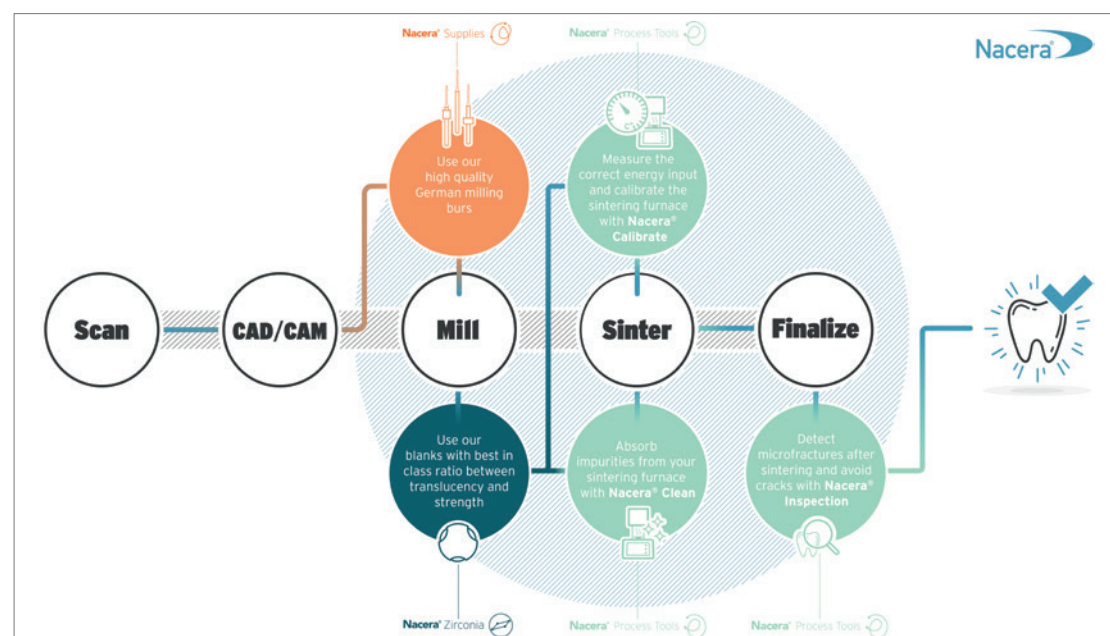 Nacera® Supplies
Nacera® Process Tools
Nacera®
Use our
high quality
German milling
burs
C°
Measure the
correct energy input
and calibrate the
sintering furnace
with Nacera®
Calibrate
Scan
CAD/CAM
Mill
Sinter
Finalize
Use our
blanks with best in
class ratio between
translucency and
strength
Absorb
impurities from your
sintering furnace
with Nacera® Clean
Detect
microfractures after
sintering and avoid
cracks with Nacera®
Inspection
Nacera® Zirconia
Nacera® Process Tools
Nacera® Process Tools